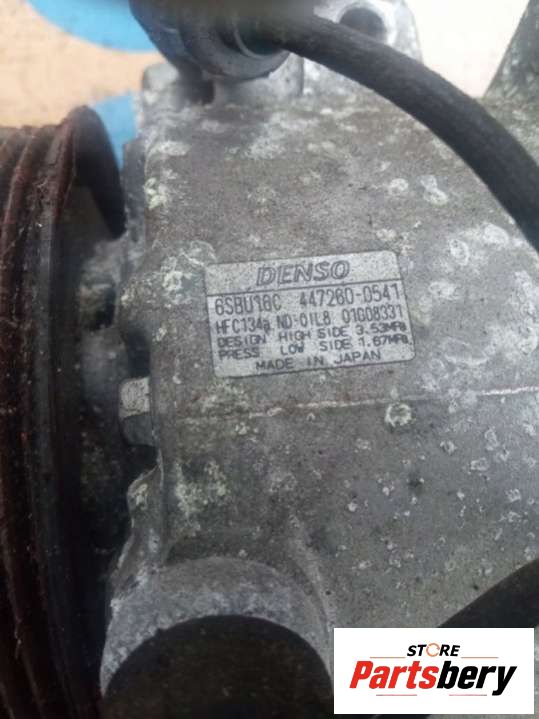 DENSO
6SBU16C 447260-0541
HFC134a ND-OIL8 01G08331
DESIGN HIGH SIDE 3.53MPa
PRESS. LOW SIDE 1.67MPa
MADE IN JAPAN
STORE
Partsbery